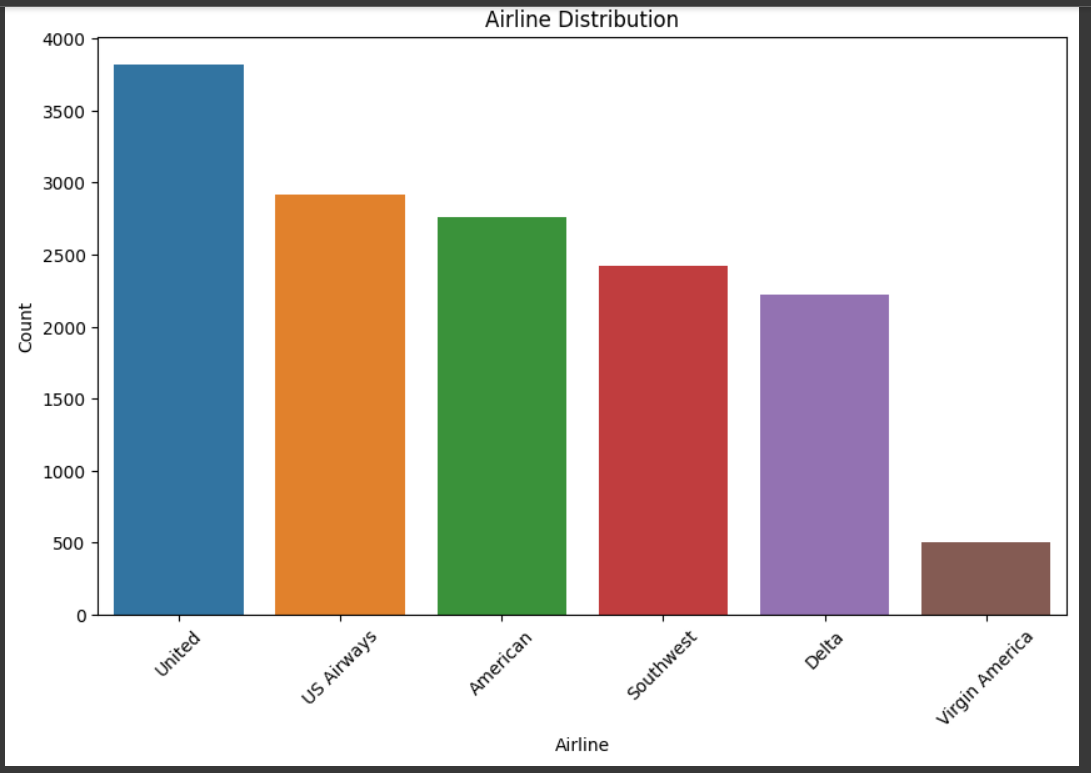 Airline Distribution
4000
3500
3000
2500
2000
1500
1000
500
0
Count
United
US Airways
American
Southwest
Delta
Virgin America
Airline